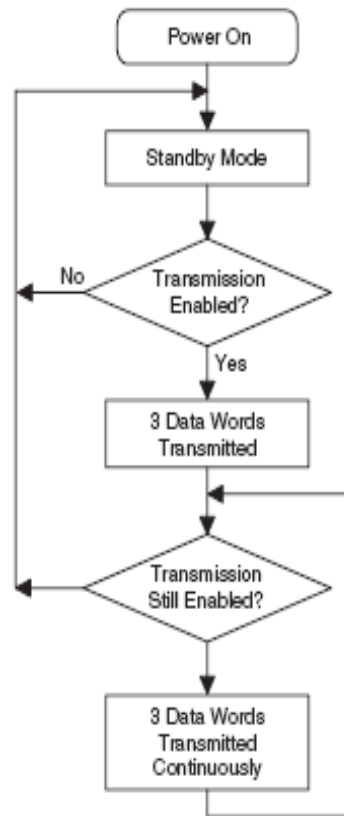 Power On
Standby Mode
Transmission
Enabled?
No
Yes
3 Data Words
Transmitted
Transmission
Still Enabled?
3 Data Words
Transmitted
Continuously